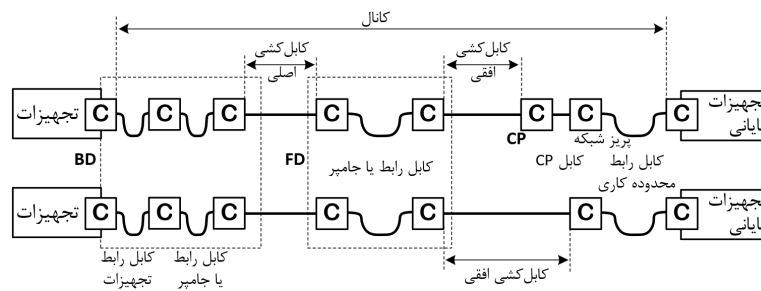 کانال
کابل‌کشی
اصلی
کابل‌کشی
افقی
تجهیزات
C
C
C
C
C
C
C
C
تجهیزات
پایانی
BD
FD
CP
پریز شبکه
کابل رابط یا جامپر
کابل CP
کابل رابط
محدوده کاری
تجهیزات
C
C
C
C
C
C
C
تجهیزات
پایانی
کابل رابط
تجهیزات
کابل رابط
یا جامپر
کابل‌کشی افقی